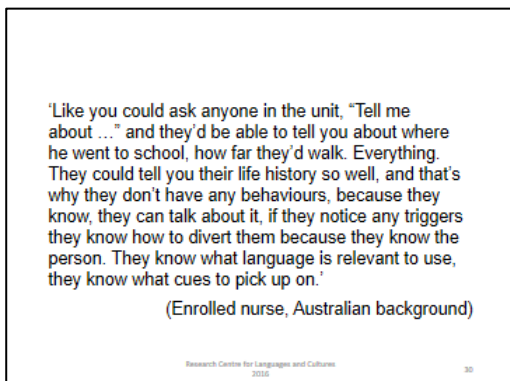 ‘Like you could ask anyone in the unit, “Tell me
about …” and they’d be able to tell you about where
he went to school, how far they’d walk. Everything.
They could tell you their life history so well, and that’s
why they don’t have any behaviours, because they
know, they can talk about it, if they notice any triggers
they know how to divert them because they know the
person. They know what language is relevant to use,
they know what cues to pick up on.’
(Enrolled nurse, Australian background)
Research Centre for Languages and Cultures
2016
30